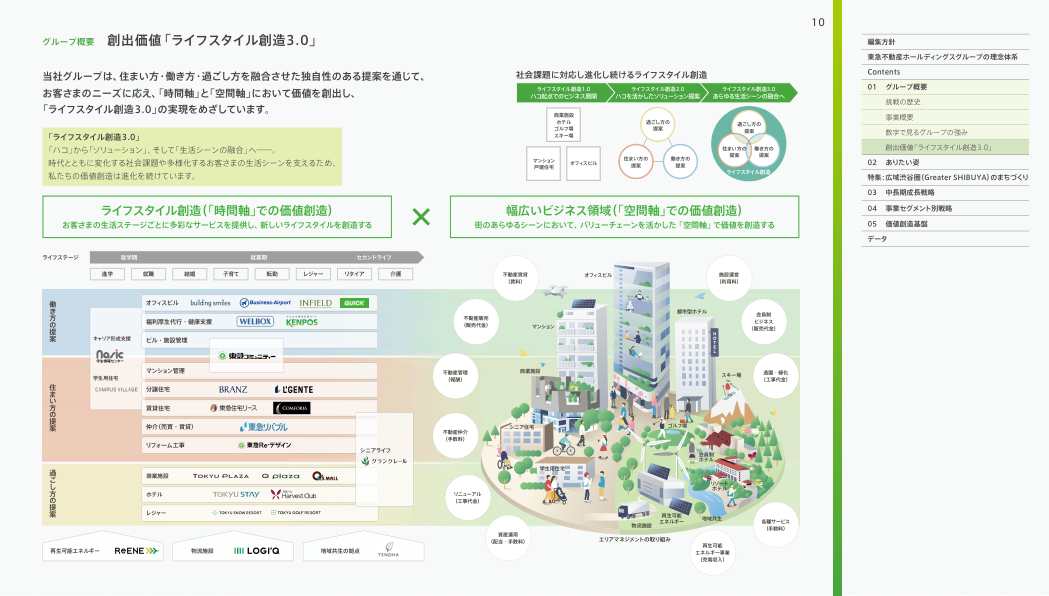 10
グループ概要 創出価値「ライフスタイル創造3.0」
当社グループは、住まい方・働き方・過ごし方を融合させた独自性のある提案を通じて、
お客さまのニーズに応え、「時間軸」と「空間軸」において価値を創出し、
「ライフスタイル創造3.0」の実現をめざしています。
「ライフスタイル創造3.0」
「ハコ」から「ソリューション」、そして「生活シーンの融合」へ――。
時代とともに変化する社会課題や多様化するお客さまの生活シーンを支えるため、
私たちの価値創造は進化を続けています。
社会課題に対応し進化し続けるライフスタイル創造
ライフスタイル創造1.0
ハコ起点でのビジネス展開
ライフスタイル創造2.0
ハコを活かしたソリューション提案
ライフスタイル創造3.0
あらゆる生活シーンの融合へ
商業施設
ホテル
ゴルフ場
スキー場
マンション
戸建住宅
オフィスビル
過ごし方の
提案
住まい方の
提案
働き方の
提案
過ごし方の
提案
住まい方の
提案
働き方の
提案
ライフスタイル創造
ライフスタイル創造(「時間軸」での価値創造)
お客さまの生活ステージごとに多彩なサービスを提供し、新しいライフスタイルを創造する
×
幅広いビジネス領域(「空間軸」での価値創造)
街のあらゆるシーンにおいて、バリューチェーンを活かした「空間軸」で価値を創造する
ライフステージ
就学期 就業期 セカンドライフ
進学 就職 結婚 子育て 転勤 レジャー リタイア 介護
働き方の提案
キャリア形成支援
nasic
学生情報センター
学生用住宅
CAMPUS VILLAGE
オフィスビル building smiles Business-Airport INFIELD QUICK
福利厚生代行・健康支援 WELBOX KENPOS
ビル・施設管理
東急コミュニティー
住まい方の提案
マンション管理
分譲住宅 BRANZ L'GENTE
賃貸住宅 東急住宅リース COMFORIA
仲介(売買・賃貸) 東急リバブル
リフォーム工事 東急Re・デザイン
シニアライフ
グランクレール
過ごし方の提案
商業施設 TOKYU PLAZA Q plaza Q's MALL
ホテル TOKYU STAY Harvest Club
レジャー TOKYU SNOW RESORT TOKYU GOLF RESORT
再生可能エネルギー ReENE
物流施設 LOGI'Q
地域共生の拠点 TENOHA
不動産賃貸
(賃料)
不動産販売
(販売代金)
不動産管理
(報酬)
不動産仲介
(手数料)
リニューアル
(工事代金)
資産運用
(配当・手数料)
施設運営
(利用料)
会員制
ビジネス
(販売代金)
造園・緑化
(工事代金)
各種サービス
(手数料)
再生可能
エネルギー事業
(売電収入)
オフィスビル
マンション
都市型ホテル
HOTEL
商業施設
スキー場
シニア住宅
ゴルフ場
会員制
ホテル
学生用住宅
リゾート
ホテル
物流施設
再生可能
エネルギー
地域共生
エリアマネジメントの取り組み
編集方針
東急不動産ホールディングスグループの理念体系
Contents
01 グループ概要
挑戦の歴史
事業概要
数字で見るグループの強み
創出価値「ライフスタイル創造3.0」
02 ありたい姿
特集:広域渋谷圏(Greater SHIBUYA)のまちづくり
03 中長期成長戦略
04 事業セグメント別戦略
05 価値創造基盤
データ